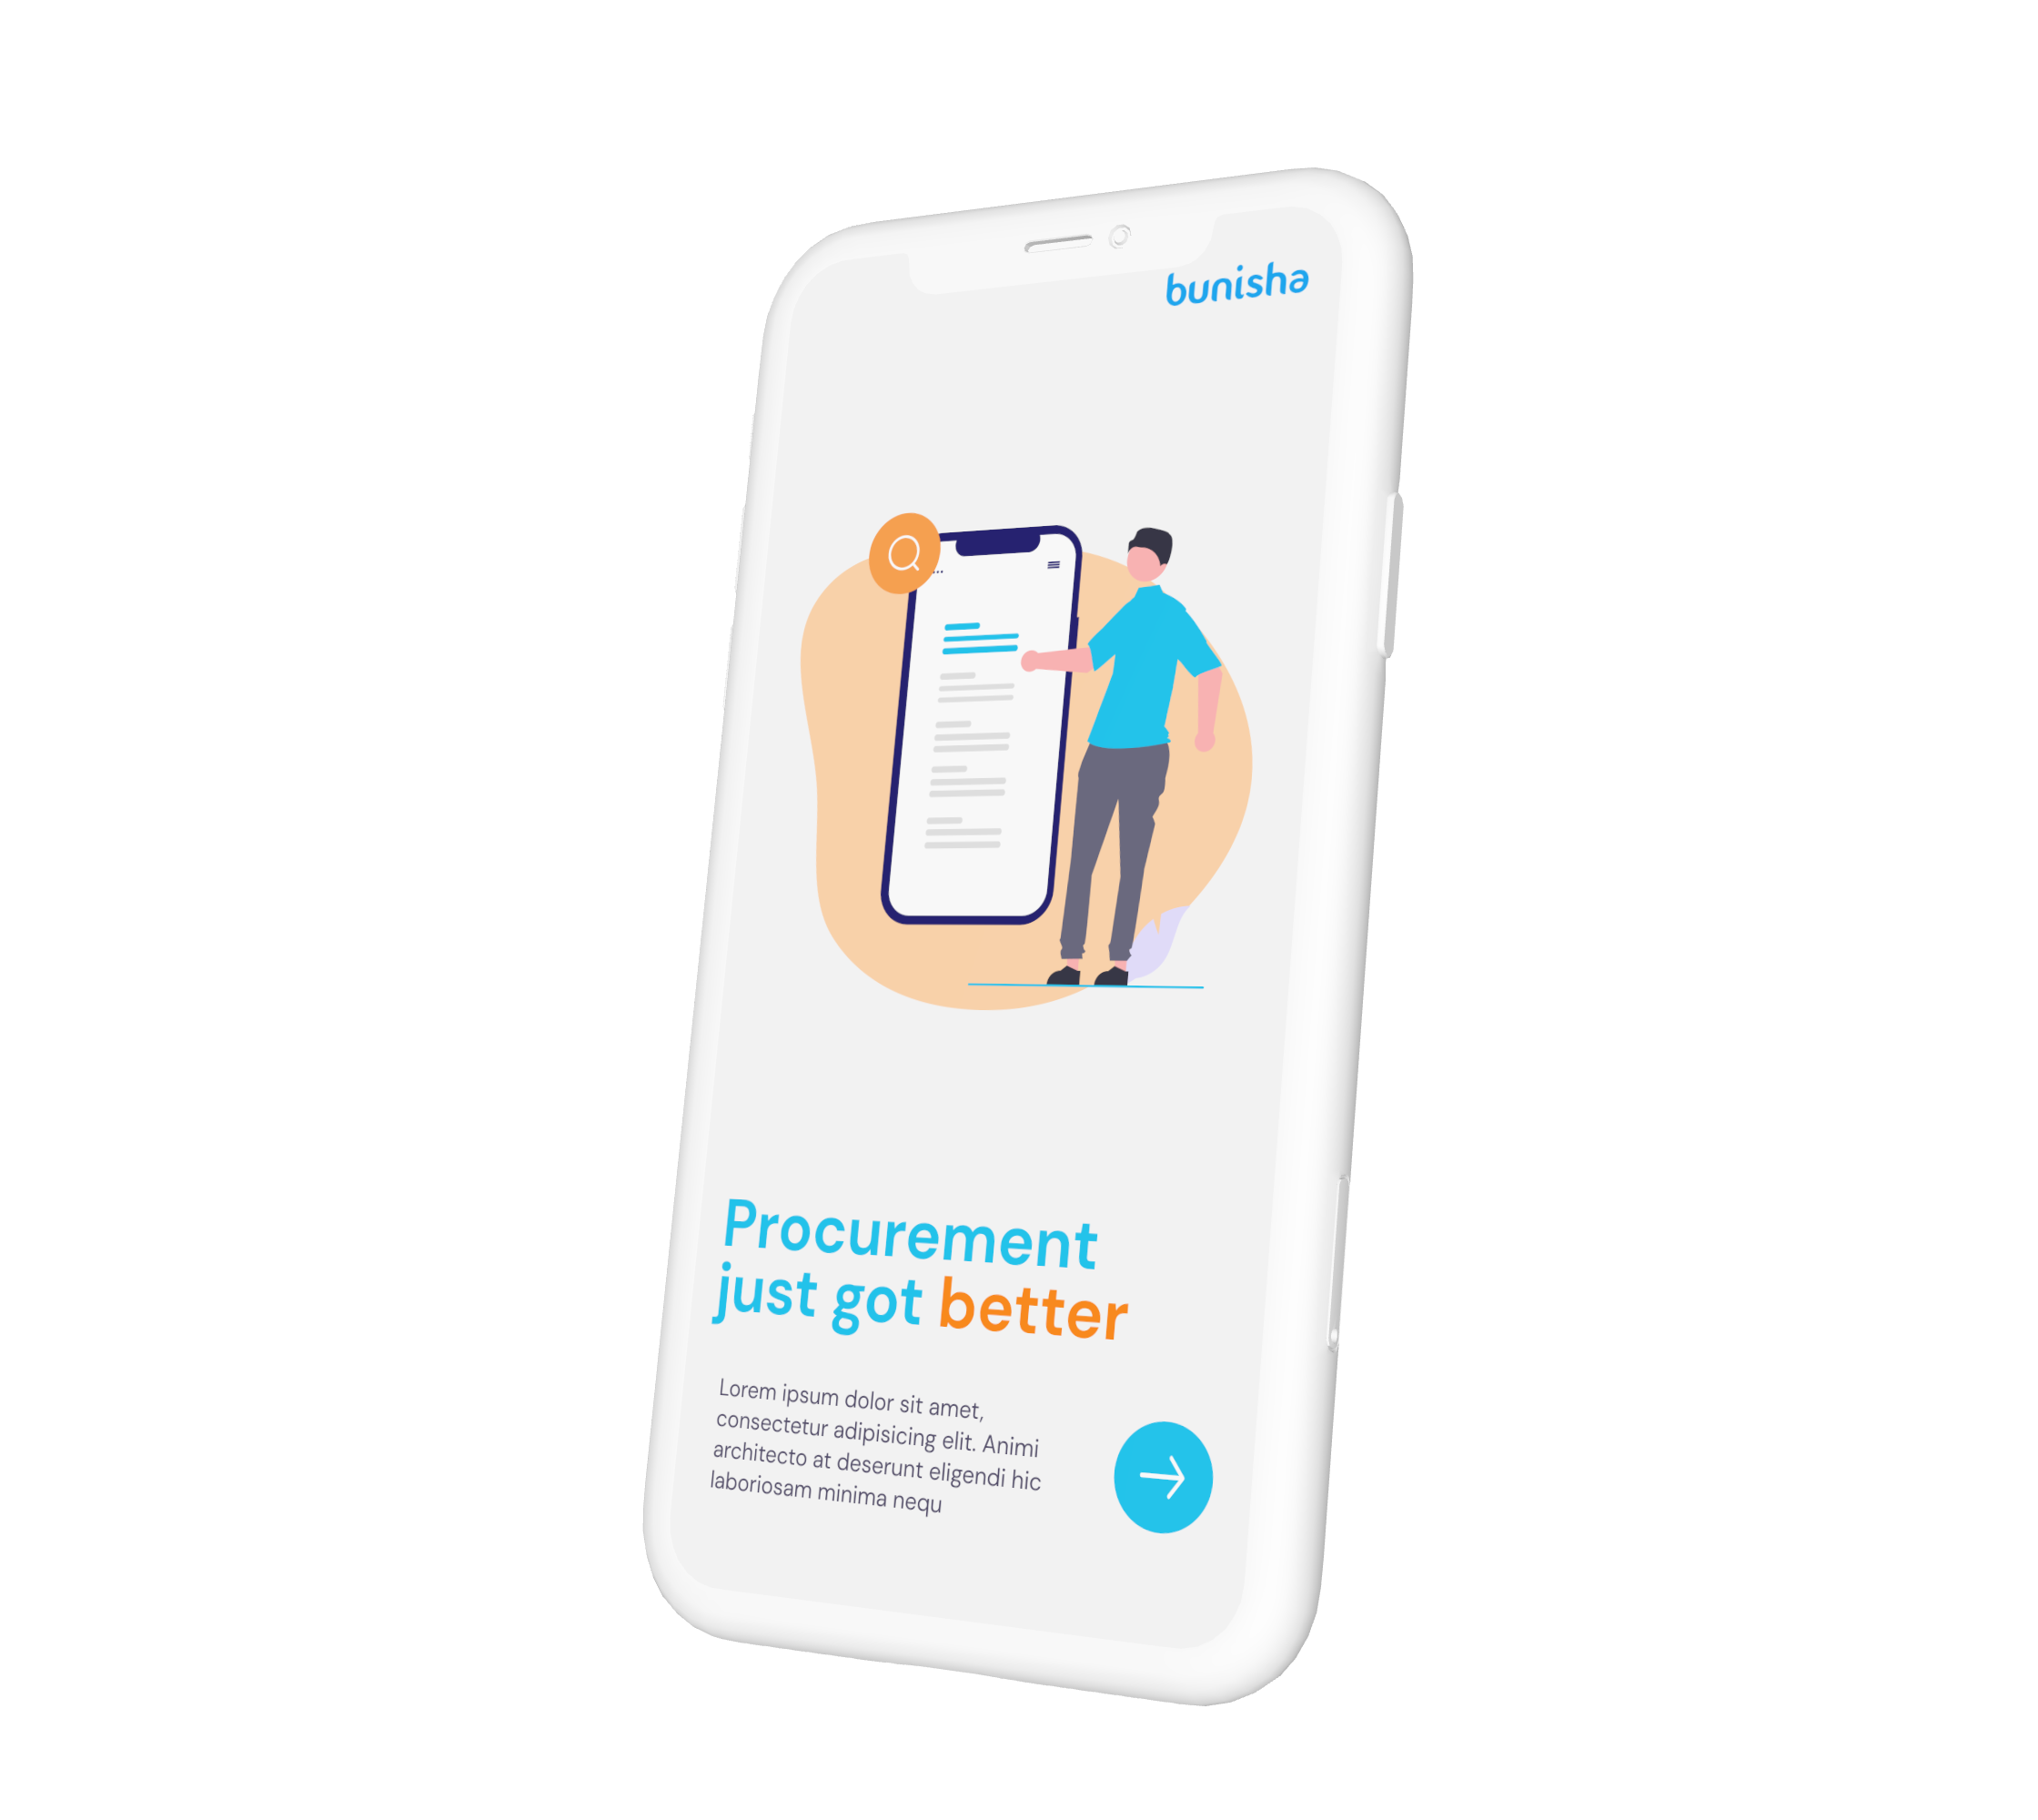 bunisha
Procurement
just got better
Lorem ipsum dolor sit amet,
consectetur adipisicing elit. Animi
architecto at deserunt eligendi hic
laboriosam minima nequ